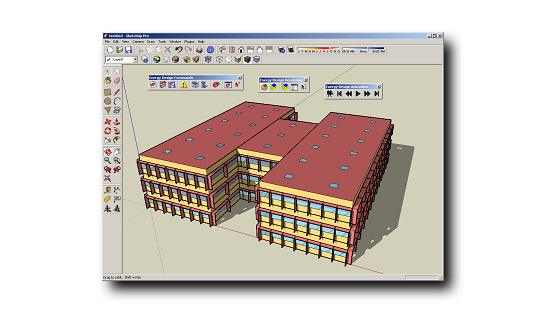 Untitled - SketchUp Pro
File Edit View Camera Draw Tools Window Plugins Help
J F M A M J J A S O N D
Layer0
Energy Design Commands
Energy Design Rendering
Energy Design Animation
Drag to orbit. Shift = Pan